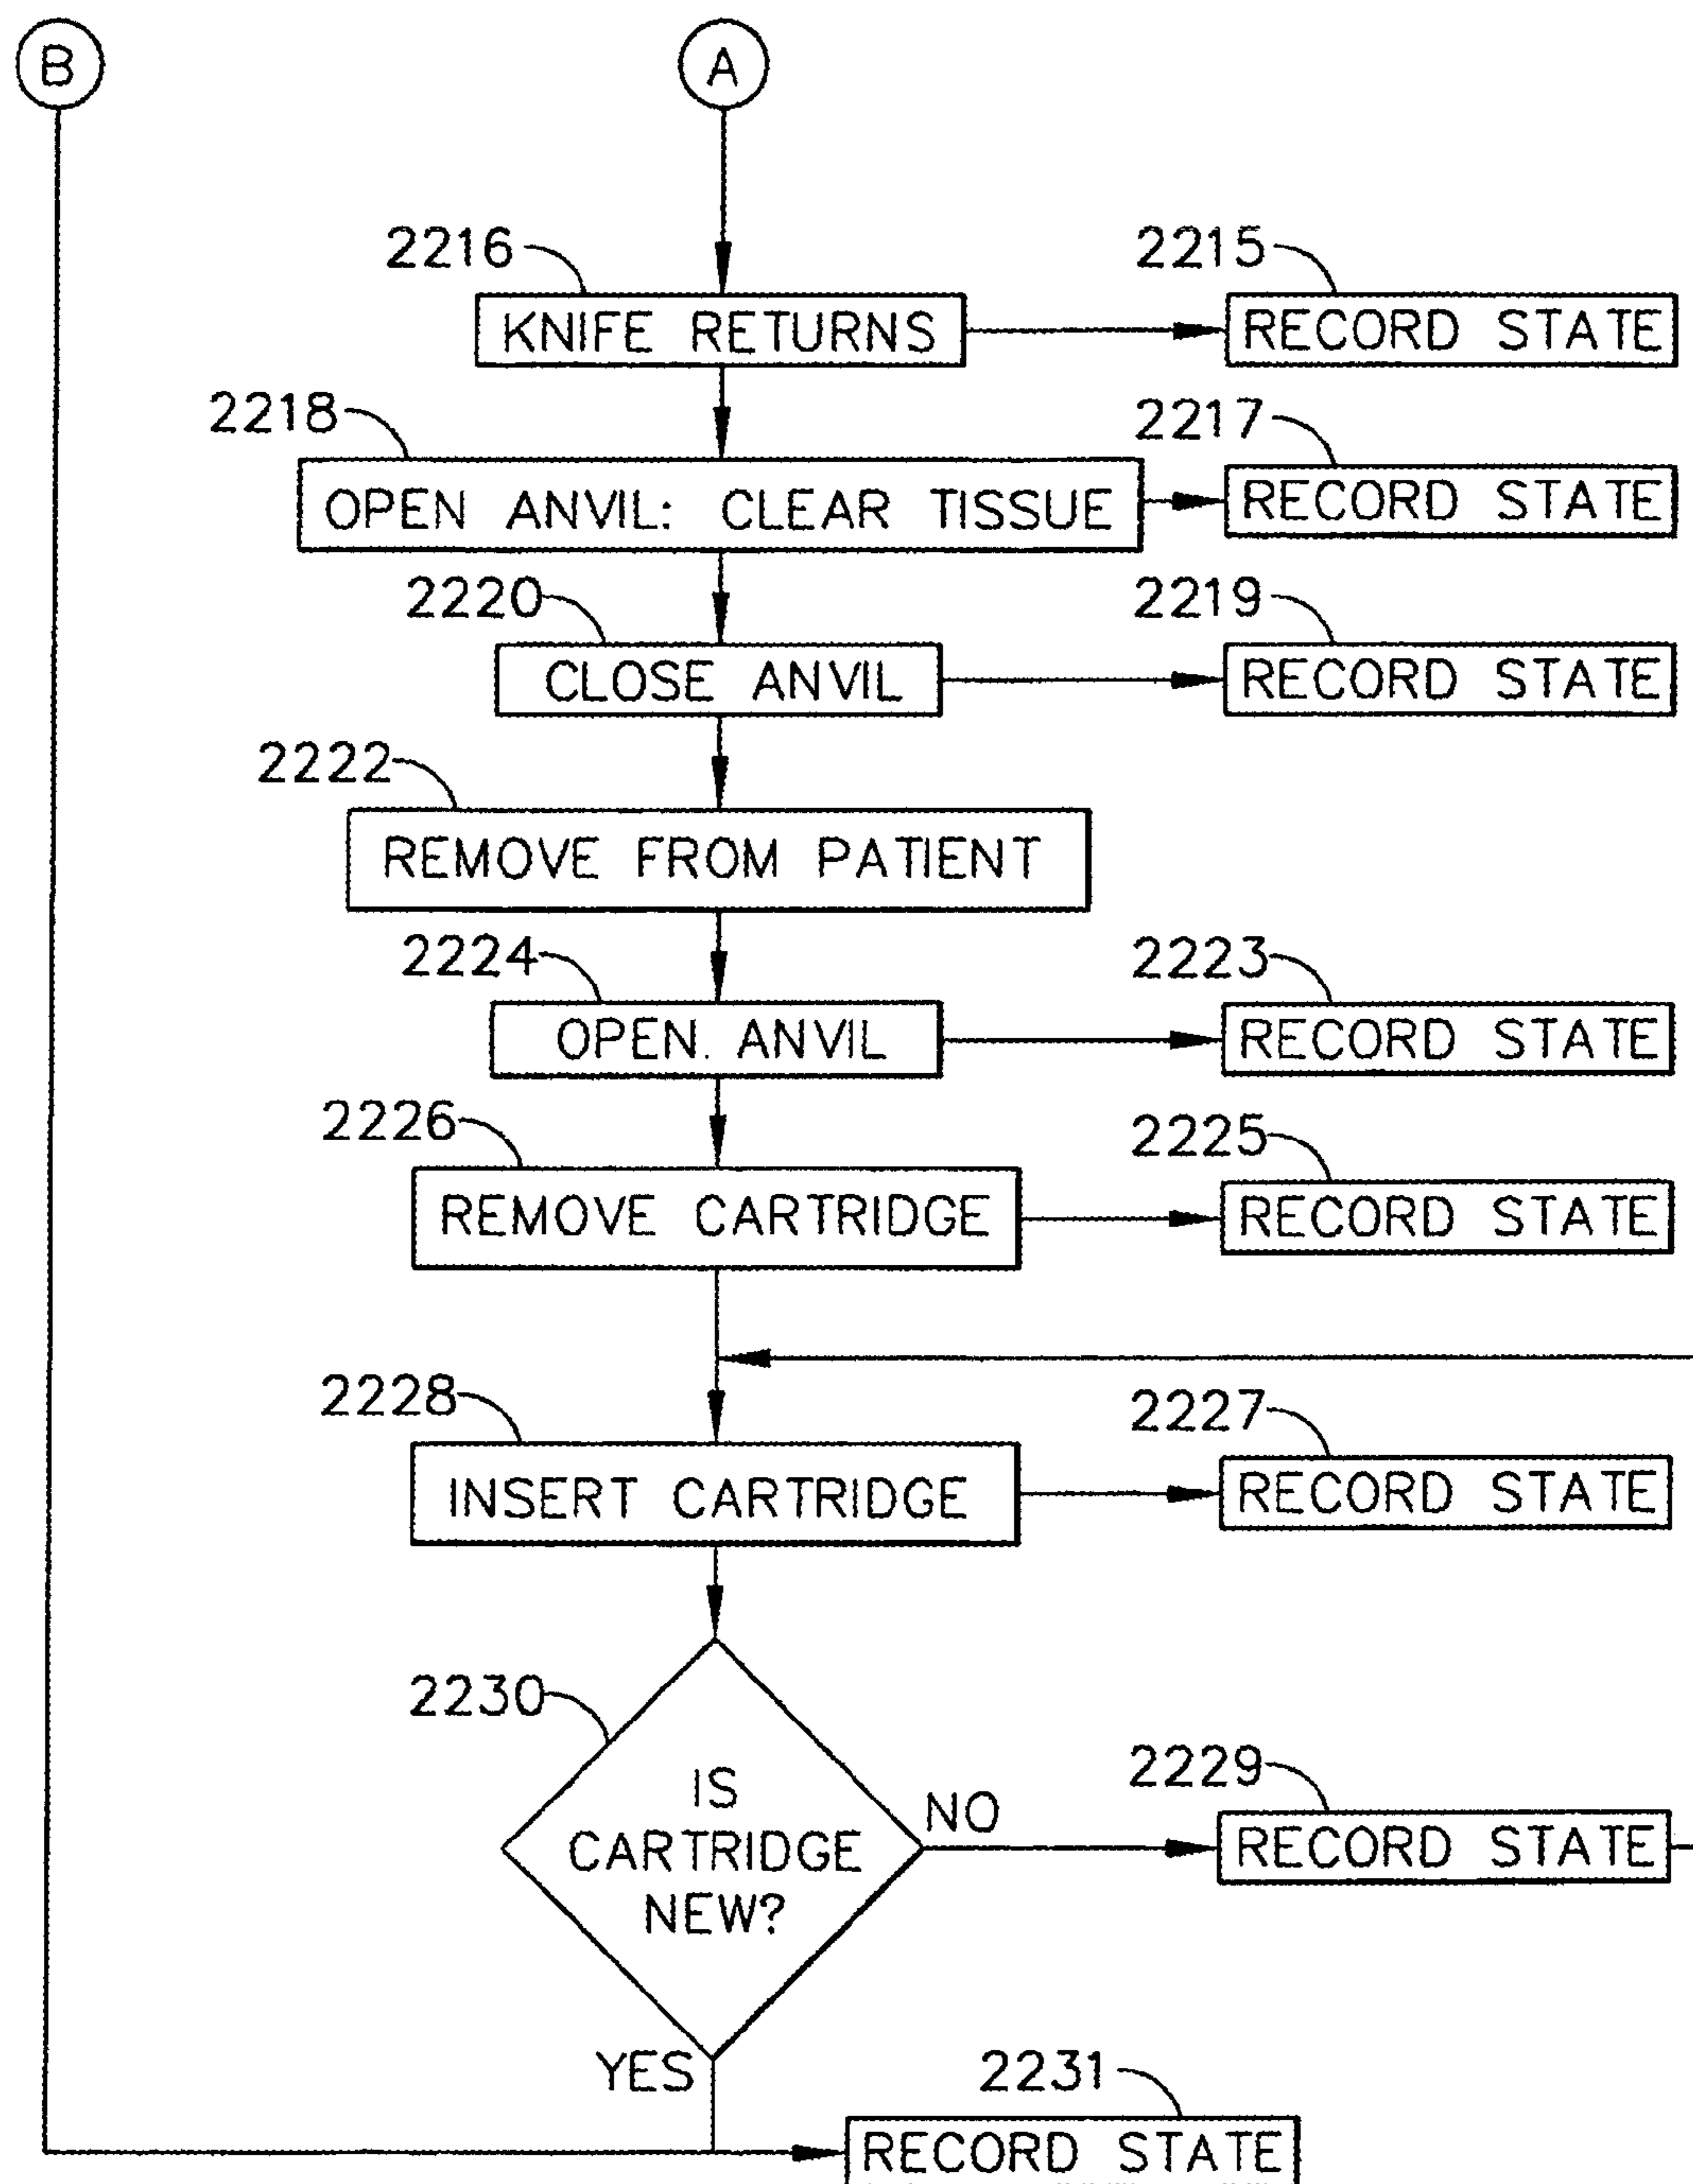 B
A
2216
2215
KNIFE RETURNS
RECORD STATE
2218
2217
OPEN ANVIL: CLEAR TISSUE
RECORD STATE
2220
2219
CLOSE ANVIL
RECORD STATE
2222
REMOVE FROM PATIENT
2224
2223
OPEN. ANVIL
RECORD STATE
2226
2225
REMOVE CARTRIDGE
RECORD STATE
2228
2227
INSERT CARTRIDGE
RECORD STATE
2230
IS
CARTRIDGE
NEW?
NO
2229
RECORD STATE
YES
2231
RECORD STATE